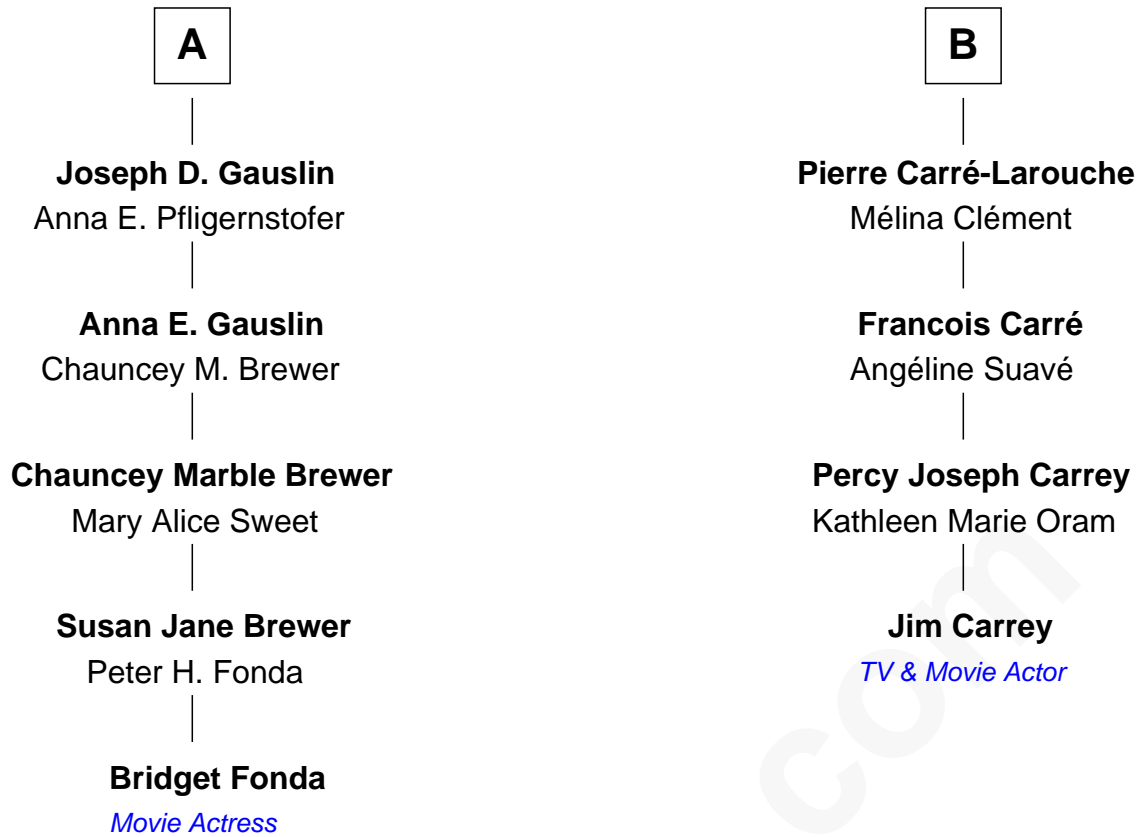 A
Joseph D. Gauslin
Anna E. Pfligernstofer
Anna E. Gauslin
Chauncey M. Brewer
Chauncey Marble Brewer
Mary Alice Sweet
Susan Jane Brewer
Peter H. Fonda
Bridget Fonda
Movie Actress
B
Pierre Carré-Larouche
Mélina Clément
Francois Carré
Angéline Suavé
Percy Joseph Carrey
Kathleen Marie Oram
Jim Carrey
TV & Movie Actor
com